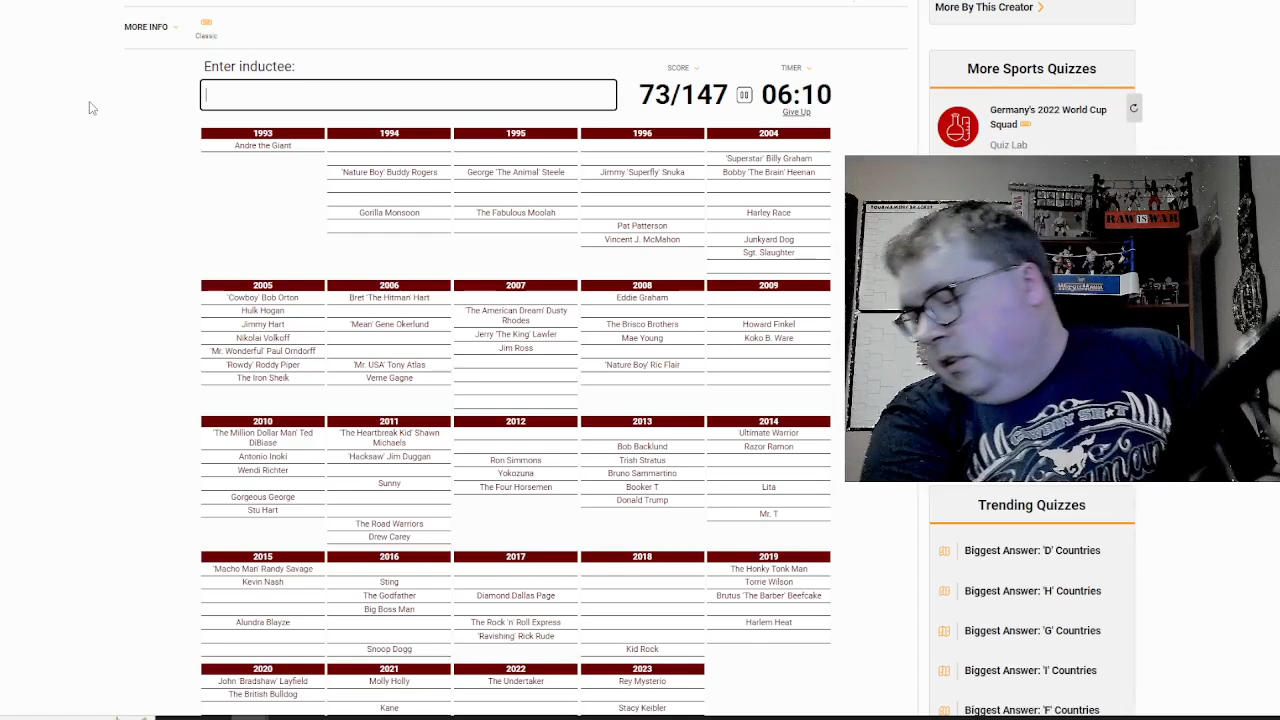 More By This Creator
MORE INFO
Classic
Enter inductee:
SCORE
TIMER
73/147
06:10
Give Up
More Sports Quizzes
Germany's 2022 World Cup
Squad
Quiz Lab
1993
Andre the Giant
1994
'Nature Boy' Buddy Rogers
Gorilla Monsoon
1995
George 'The Animal' Steele
The Fabulous Moolah
1996
Jimmy 'Superfly' Snuka
Pat Patterson
Vincent J. McMahon
2004
'Superstar' Billy Graham
Bobby 'The Brain' Heenan
Harley Race
Junkyard Dog
Sgt. Slaughter
2005
'Cowboy' Bob Orton
Hulk Hogan
Jimmy Hart
Nikolai Volkoff
'Mr. Wonderful' Paul Orndorff
'Rowdy' Roddy Piper
The Iron Sheik
2006
Bret 'The Hitman' Hart
'Mean' Gene Okerlund
'Mr. USA' Tony Atlas
Verne Gagne
2007
'The American Dream' Dusty
Rhodes
Jerry 'The King' Lawler
Jim Ross
2008
Eddie Graham
The Brisco Brothers
Mae Young
'Nature Boy' Ric Flair
2009
Howard Finkel
Koko B. Ware
2010
'The Million Dollar Man' Ted
DiBiase
Antonio Inoki
Wendi Richter
Gorgeous George
Stu Hart
2011
'The Heartbreak Kid' Shawn
Michaels
'Hacksaw' Jim Duggan
Sunny
The Road Warriors
Drew Carey
2012
Ron Simmons
Yokozuna
The Four Horsemen
2013
Bob Backlund
Trish Stratus
Bruno Sammartino
Booker T
Donald Trump
2014
Ultimate Warrior
Razor Ramon
Lita
Mr. T
2015
'Macho Man' Randy Savage
Kevin Nash
Alundra Blayze
2016
Sting
The Godfather
Big Boss Man
Snoop Dogg
2017
Diamond Dallas Page
The Rock 'n' Roll Express
'Ravishing' Rick Rude
2018
Kid Rock
2019
The Honky Tonk Man
Torrie Wilson
Brutus 'The Barber' Beefcake
Harlem Heat
2020
John 'Bradshaw' Layfield
The British Bulldog
2021
Molly Holly
Kane
2022
The Undertaker
2023
Rey Mysterio
Stacy Keibler
TOURNAMENT BRACKET
RAW IS WAR
WrestleMania
Trending Quizzes
Biggest Answer: 'D' Countries
Biggest Answer: 'H' Countries
Biggest Answer: 'G' Countries
Biggest Answer: 'I' Countries
Biggest Answer: 'F' Countries